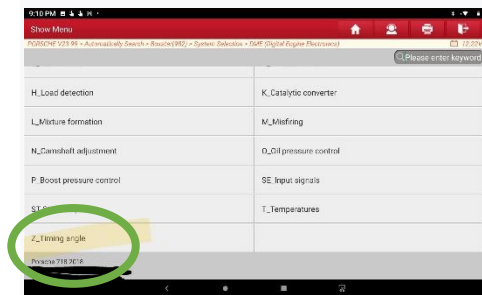 9:10 PM
Show Menu
PORSCHE V23.99 > Automatically Search > Boxster(982) > System Selection > DME (Digital Engine Electronics)
12.22V
Please enter keyword
H_Load detection
K_Catalytic converter
L_Mixture formation
M_Misfiring
N_Camshaft adjustment
O_Oil pressure control
P_Boost pressure control
SE_Input signals
T_Temperatures
Z_Timing angle
Porsche 718 2018